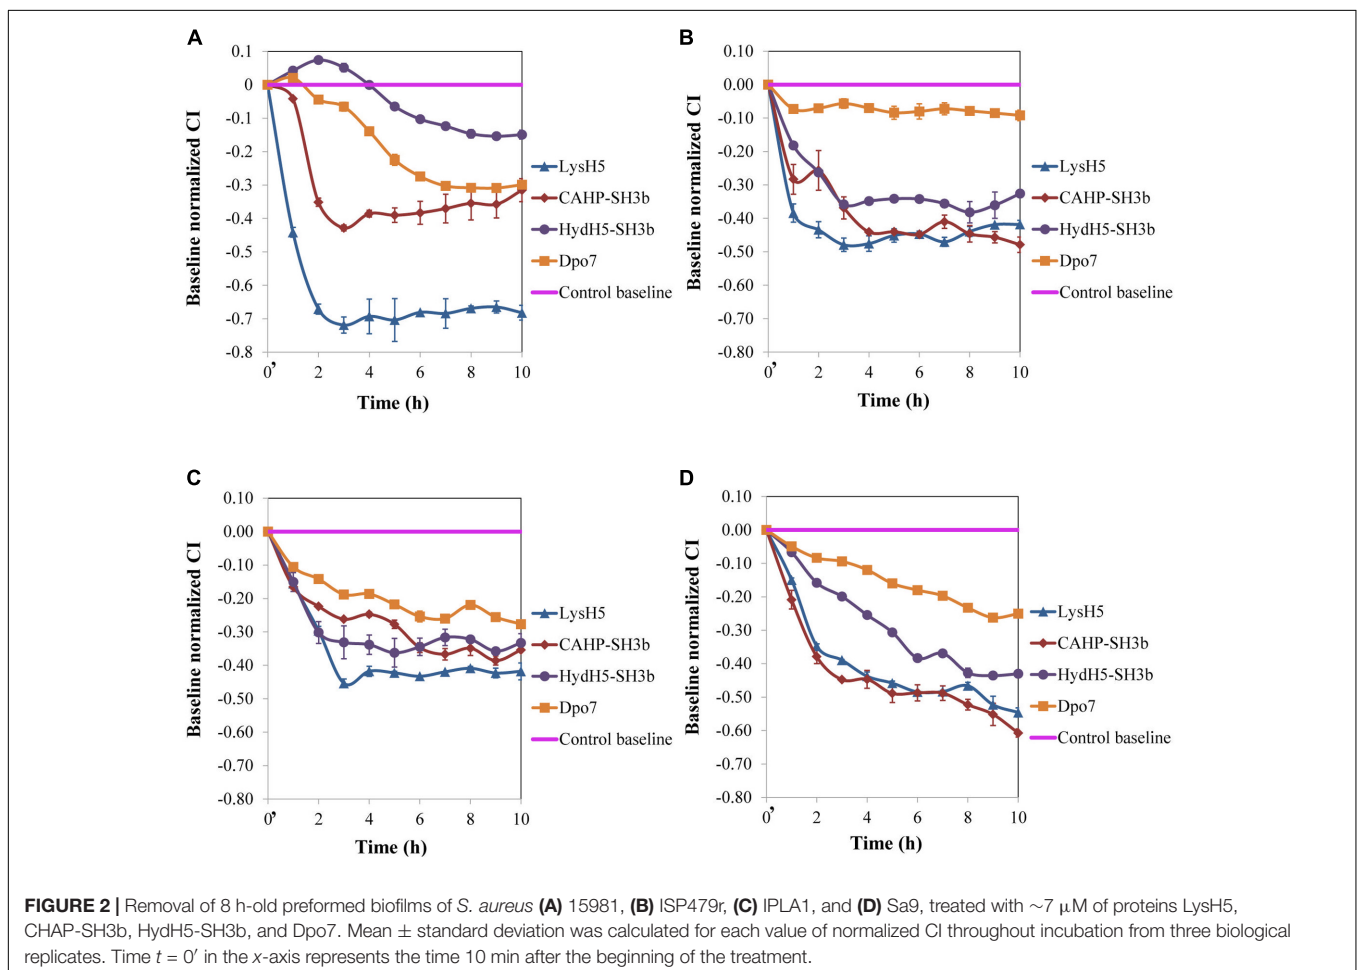 A
0.1
0
-0.1
-0.2
-0.3
-0.4
-0.5
-0.6
-0.7
-0.8
Baseline normalized CI
0’ 2 4 6 8 10
Time (h)
LysH5
CAHP-SH3b
HydH5-SH3b
Dpo7
Control baseline
B
0.10
0.00
-0.10
-0.20
-0.30
-0.40
-0.50
-0.60
-0.70
-0.80
Baseline normalized CI
0’ 2 4 6 8 10
Time (h)
LysH5
CAHP-SH3b
HydH5-SH3b
Dpo7
Control baseline
C
0.10
0.00
-0.10
-0.20
-0.30
-0.40
-0.50
-0.60
-0.70
-0.80
Baseline normalized CI
0’ 2 4 6 8 10
Time (h)
LysH5
CAHP-SH3b
HydH5-SH3b
Dpo7
Control baseline
D
0.10
0.00
-0.10
-0.20
-0.30
-0.40
-0.50
-0.60
-0.70
-0.80
Baseline normalized CI
0’ 2 4 6 8 10
Time (h)
LysH5
CAHP-SH3b
HydH5-SH3b
Dpo7
Control baseline
FIGURE 2 | Removal of 8 h-old preformed biofilms of S. aureus (A) 15981, (B) ISP479r, (C) IPLA1, and (D) Sa9, treated with ~7 μM of proteins LysH5,
CHAP-SH3b, HydH5-SH3b, and Dpo7. Mean ± standard deviation was calculated for each value of normalized CI throughout incubation from three biological
replicates. Time t = 0′ in the x-axis represents the time 10 min after the beginning of the treatment.